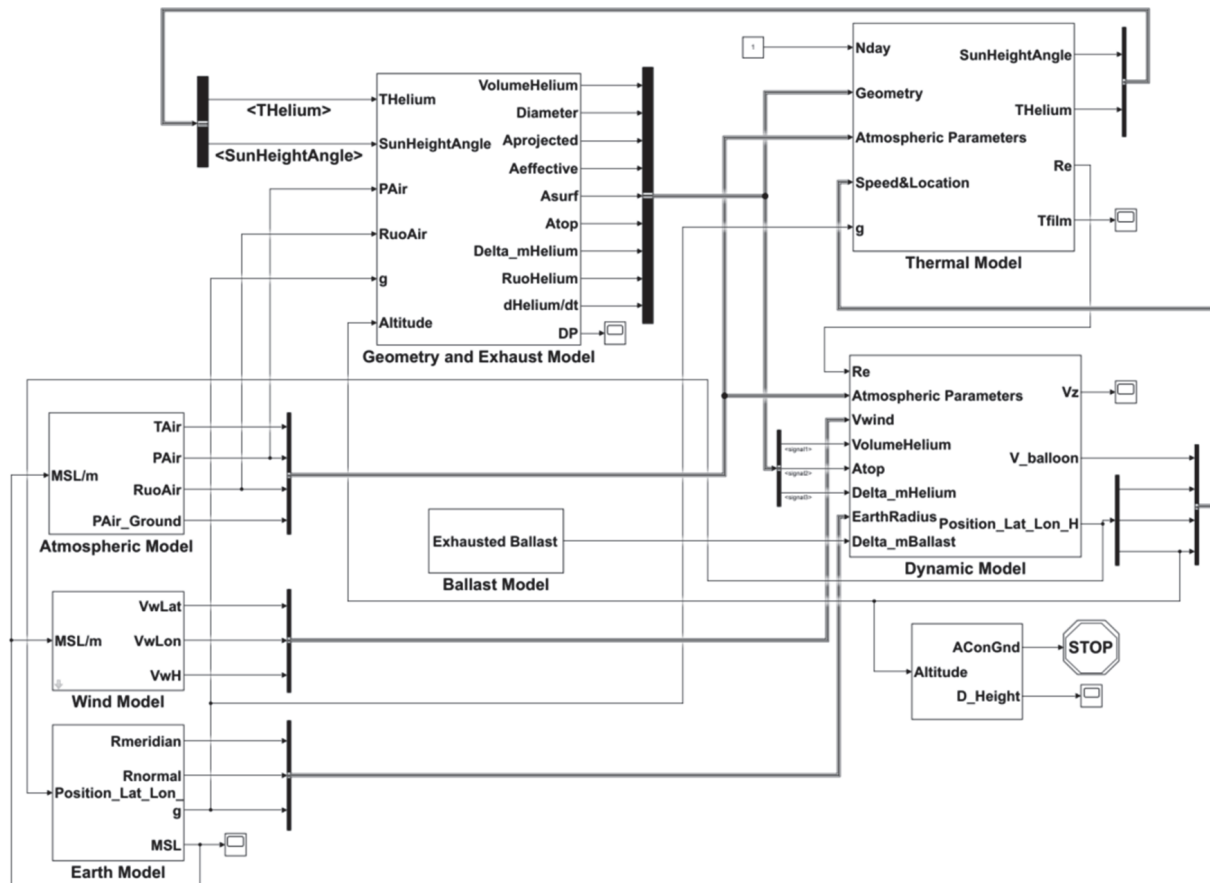 <THelium>
<SunHeightAngle>
THelium
SunHeightAngle
PAir
RuoAir
g
Altitude
VolumeHelium
Diameter
Aprojected
Aeffective
Asurf
Atop
Delta_mHelium
RuoHelium
dHelium/dt
DP
Geometry and Exhaust Model
1
Nday
Geometry
Atmospheric Parameters
Speed&Location
g
SunHeightAngle
THelium
Re
Tfilm
Thermal Model
MSL/m
TAir
PAir
RuoAir
PAir_Ground
Atmospheric Model
Exhausted Ballast
Ballast Model
<signal1>
<signal2>
<signal3>
Re
Atmospheric Parameters
Vwind
VolumeHelium
Atop
Delta_mHelium
EarthRadius
Delta_mBallast
Vz
V_balloon
Position_Lat_Lon_H
Dynamic Model
MSL/m
VwLat
VwLon
VwH
Wind Model
Altitude
AConGnd
D_Height
STOP
Rmeridian
Rnormal
Position_Lat_Lon_
g
MSL
Earth Model